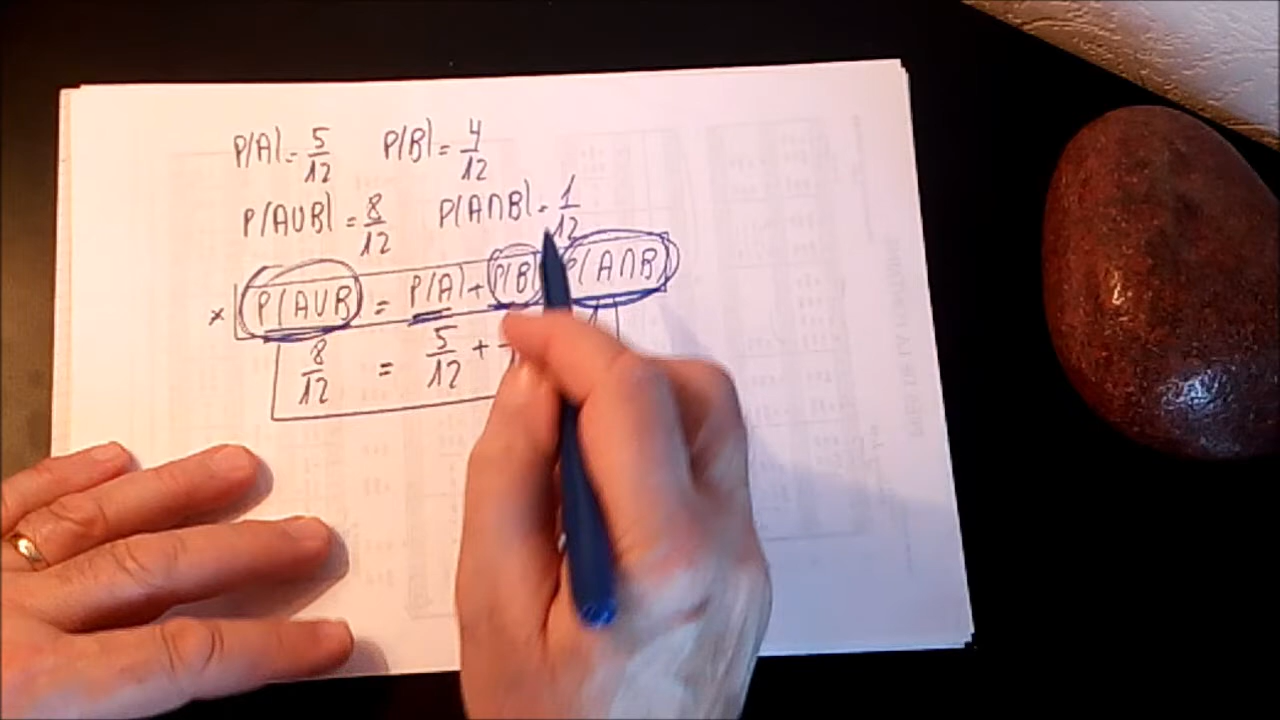 P(A) = 5/12 P(B) = 4/12
P(A∪B) = 8/12 P(A∩B) = 1/12
× P(A∪B = P(A) + P(B) P(A∩B
8/12 = 5/12 +